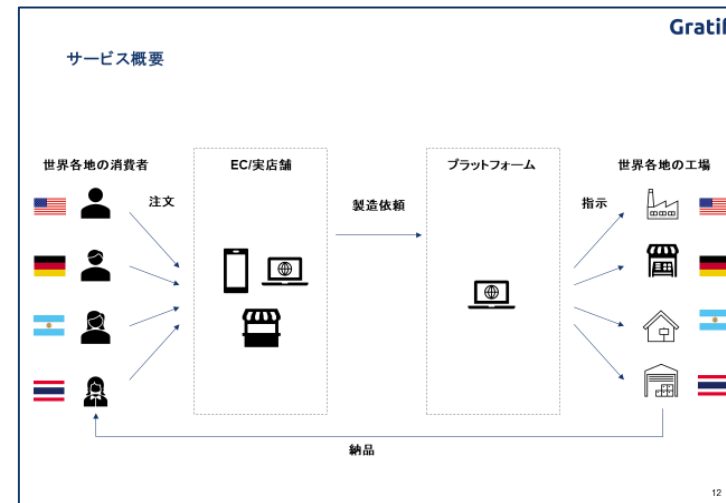 サービス概要
世界各地の消費者
EC/実店舗
プラットフォーム
世界各地の工場
注文
製造依頼
指示
納品
12